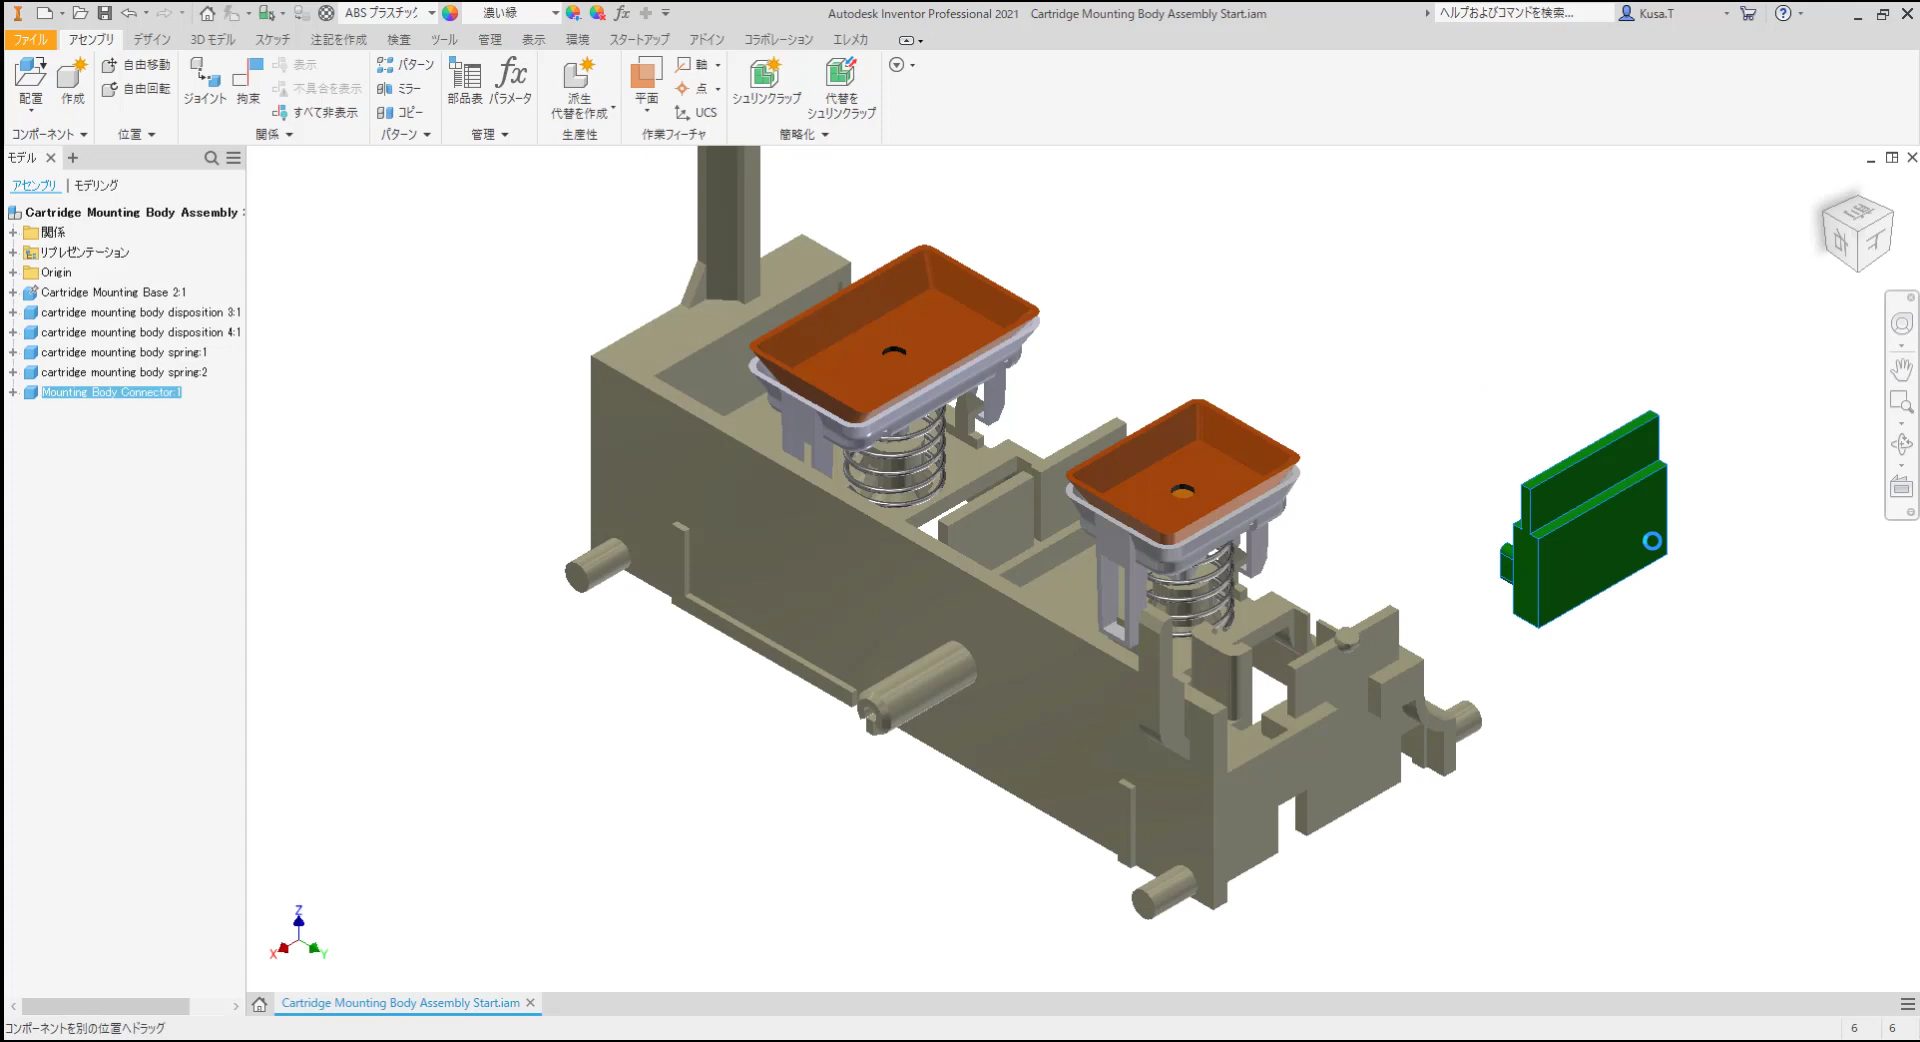 ABS プラスチック 濃い緑 fx Autodesk Inventor Professional 2021 Cartridge Mounting Body Assembly Start.iam ヘルプおよびコマンドを検索... Kusa.T
ファイル アセンブリ デザイン 3D モデル スケッチ 注記を作成 検査 ツール 管理 表示 環境 スタートアップ アドイン コラボレーション エレメカ
配置 作成 自由移動 自由回転 ジョイント 拘束 表示 不具合を表示 すべて非表示 パターン ミラー コピー 部品表 fx パラメータ 派生 代替を作成 平面 軸 点 UCS シュリンクラップ 代替を シュリンクラップ
コンポーネント 位置 関係 パターン 管理 生産性 作業フィーチャ 簡略化
モデル
アセンブリ モデリング
Cartridge Mounting Body Assembly :
関係
リプレゼンテーション
Origin
Cartridge Mounting Base 2:1
cartridge mounting body disposition 3:1
cartridge mounting body disposition 4:1
cartridge mounting body spring:1
cartridge mounting body spring:2
Mounting Body Connector:1
Z
X Y
Cartridge Mounting Body Assembly Start.iam
コンポーネントを別の位置へドラッグ 6 6